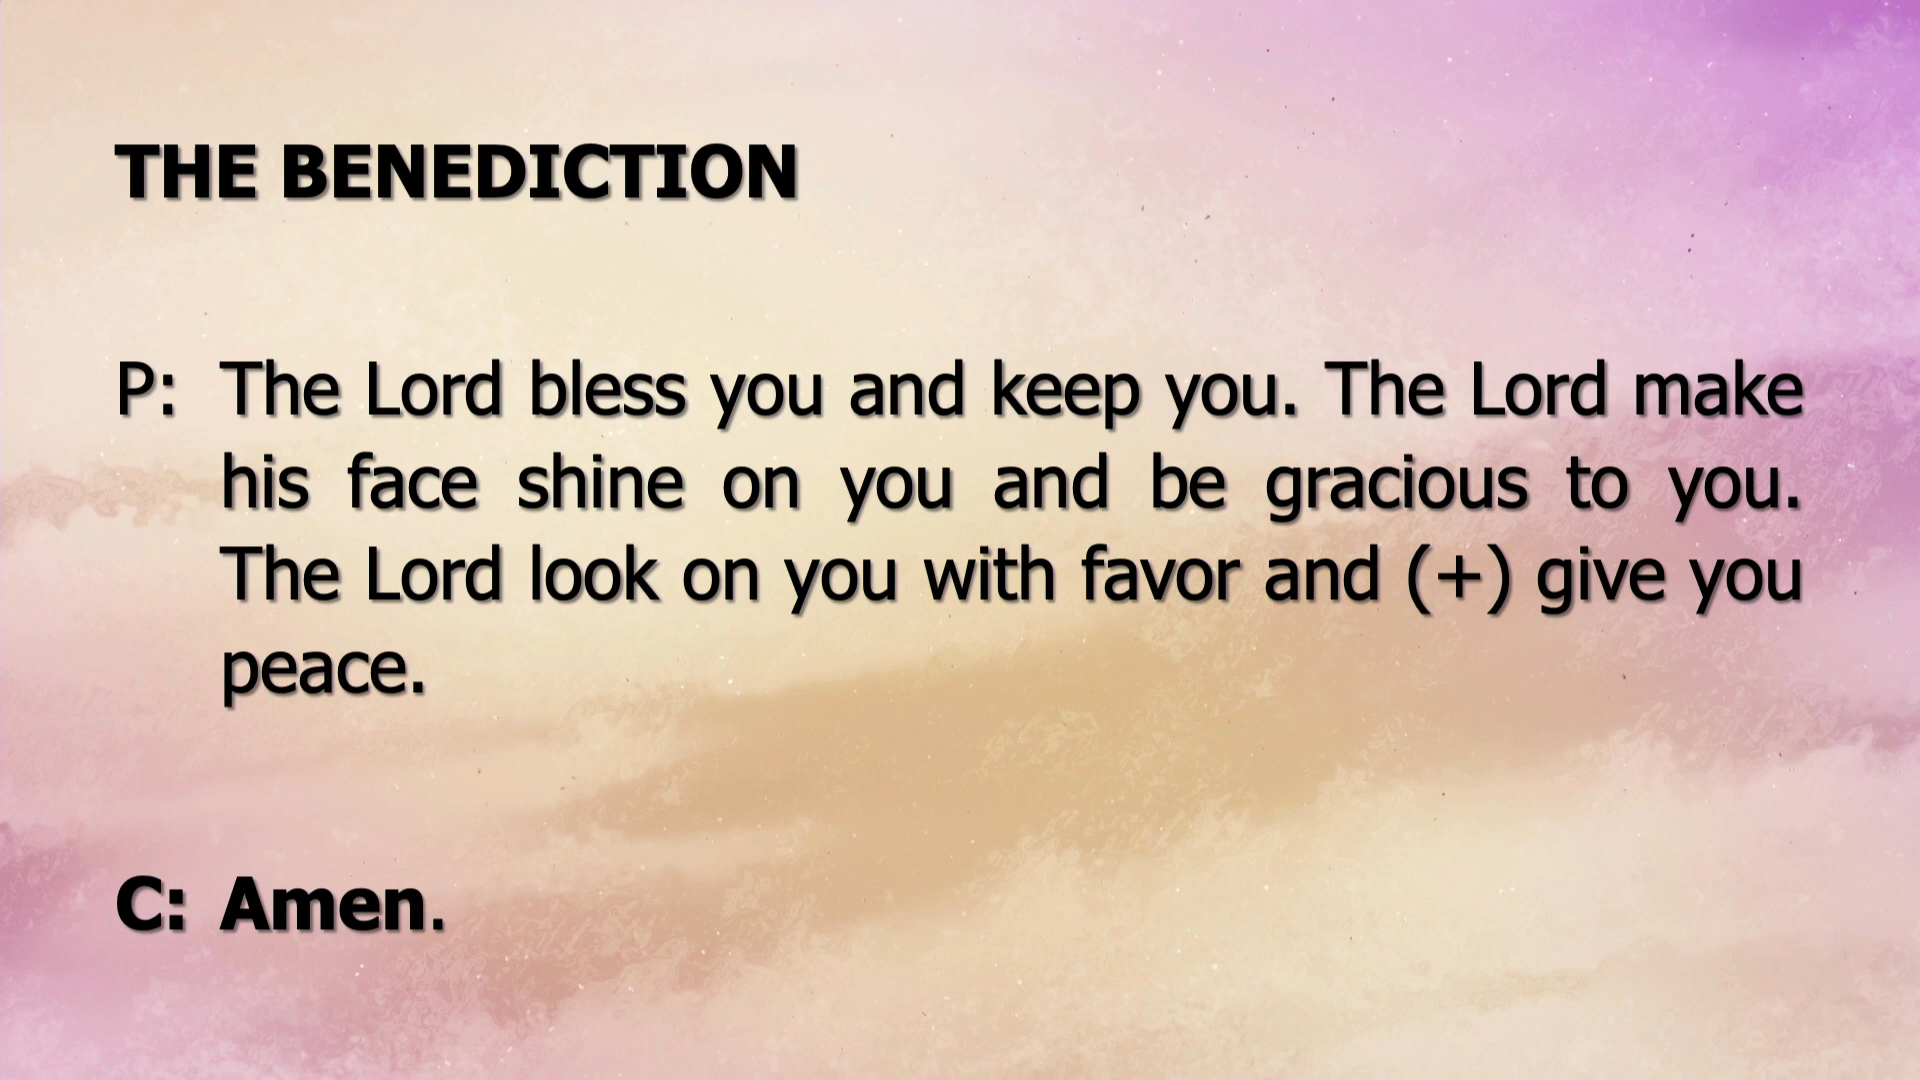 THE BENEDICTION
P: The Lord bless you and keep you. The Lord make
his face shine on you and be gracious to you.
The Lord look on you with favor and (+) give you
peace.
C: Amen.